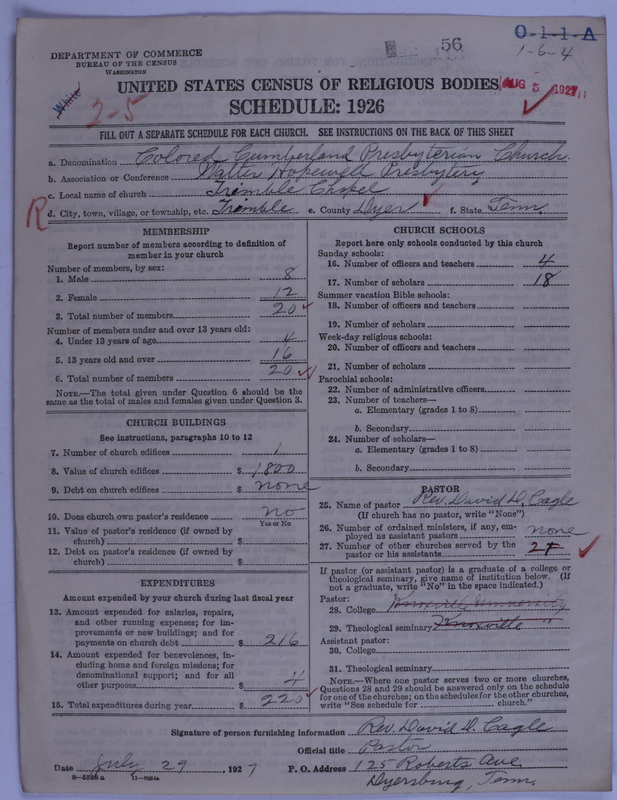 56
O-1-1-A
1-6-4
DEPARTMENT OF COMMERCE
BUREAU OF THE CENSUS
WASHINGTON
White
2-5
UNITED STATES CENSUS OF RELIGIOUS BODIES
AUG 5 1927
SCHEDULE: 1926
FILL OUT A SEPARATE SCHEDULE FOR EACH CHURCH. SEE INSTRUCTIONS ON THE BACK OF THIS SHEET
a. Denomination Colored Cumberland Presbyterian Church
b. Association or Conference Walter Hopewell Presbytery
c. Local name of church Trimble Chapel
R
d. City, town, village, or township, etc. Trimble e. County Dyer f. State Tenn.
MEMBERSHIP
Report number of members according to definition of
member in your church
Number of members, by sex:
1. Male 8
2. Female 12
3. Total number of members 20
Number of members under and over 13 years old:
4. Under 13 years of age 4
5. 13 years old and over 16
6. Total number of members 20
NOTE.—The total given under Question 6 should be
same as the total of males and females given under Question 3.
CHURCH BUILDINGS
See instructions, paragraphs 10 to 12
7. Number of church edifices 1
8. Value of church edifices $ 1800
9. Debt on church edifices $ none
10. Does church own pastor's residence no
Yes or No
11. Value of pastor's residence (if owned by
church) $
12. Debt on pastor's residence (if owned by
church) $
EXPENDITURES
Amount expended by your church during last fiscal year
13. Amount expended for salaries, repairs,
and other running expenses; for im-
provements or new buildings; and for
payments on church debt $ 216
14. Amount expended for benevolences, in-
cluding home and foreign missions; for
denominational support; and for all
other purposes $ 4
15. Total expenditures during year $ 220
CHURCH SCHOOLS
Report here only schools conducted by this church
Sunday schools:
16. Number of officers and teachers 4
17. Number of scholars 18
Summer vacation Bible schools:
18. Number of officers and teachers
19. Number of scholars
Week-day religious schools:
20. Number of officers and teachers
21. Number of scholars
Parochial schools:
22. Number of administrative officers
23. Number of teachers—
a. Elementary (grades 1 to 8)
b. Secondary
24. Number of scholars—
a. Elementary (grades 1 to 8)
b. Secondary
PASTOR
25. Name of pastor Rev. David D. Cagle
(If church has no pastor, write "None")
26. Number of ordained ministers, if any, em-
ployed as assistant pastors none
27. Number of other churches served by the
pastor or his assistants
If pastor (or assistant pastor) is a graduate of a college or
theological seminary, give name of institution below. (If
not a graduate, write "No" in the space indicated.)
Pastor:
28. College Knoxville University
29. Theological seminary Knoxville "
Assistant pastor:
30. College
31. Theological seminary
NOTE.—Where one pastor serves two or more churches,
Questions 28 and 29 should be answered only on the schedule
for one of the churches; on the schedules for the other churches,
write "See schedule for church."
Signature of person furnishing information Rev. David D. Cagle
Official title Pastor
Date July 29, 1927 P. O. Address 125 Roberts Ave.
Dyersburg, Tenn.